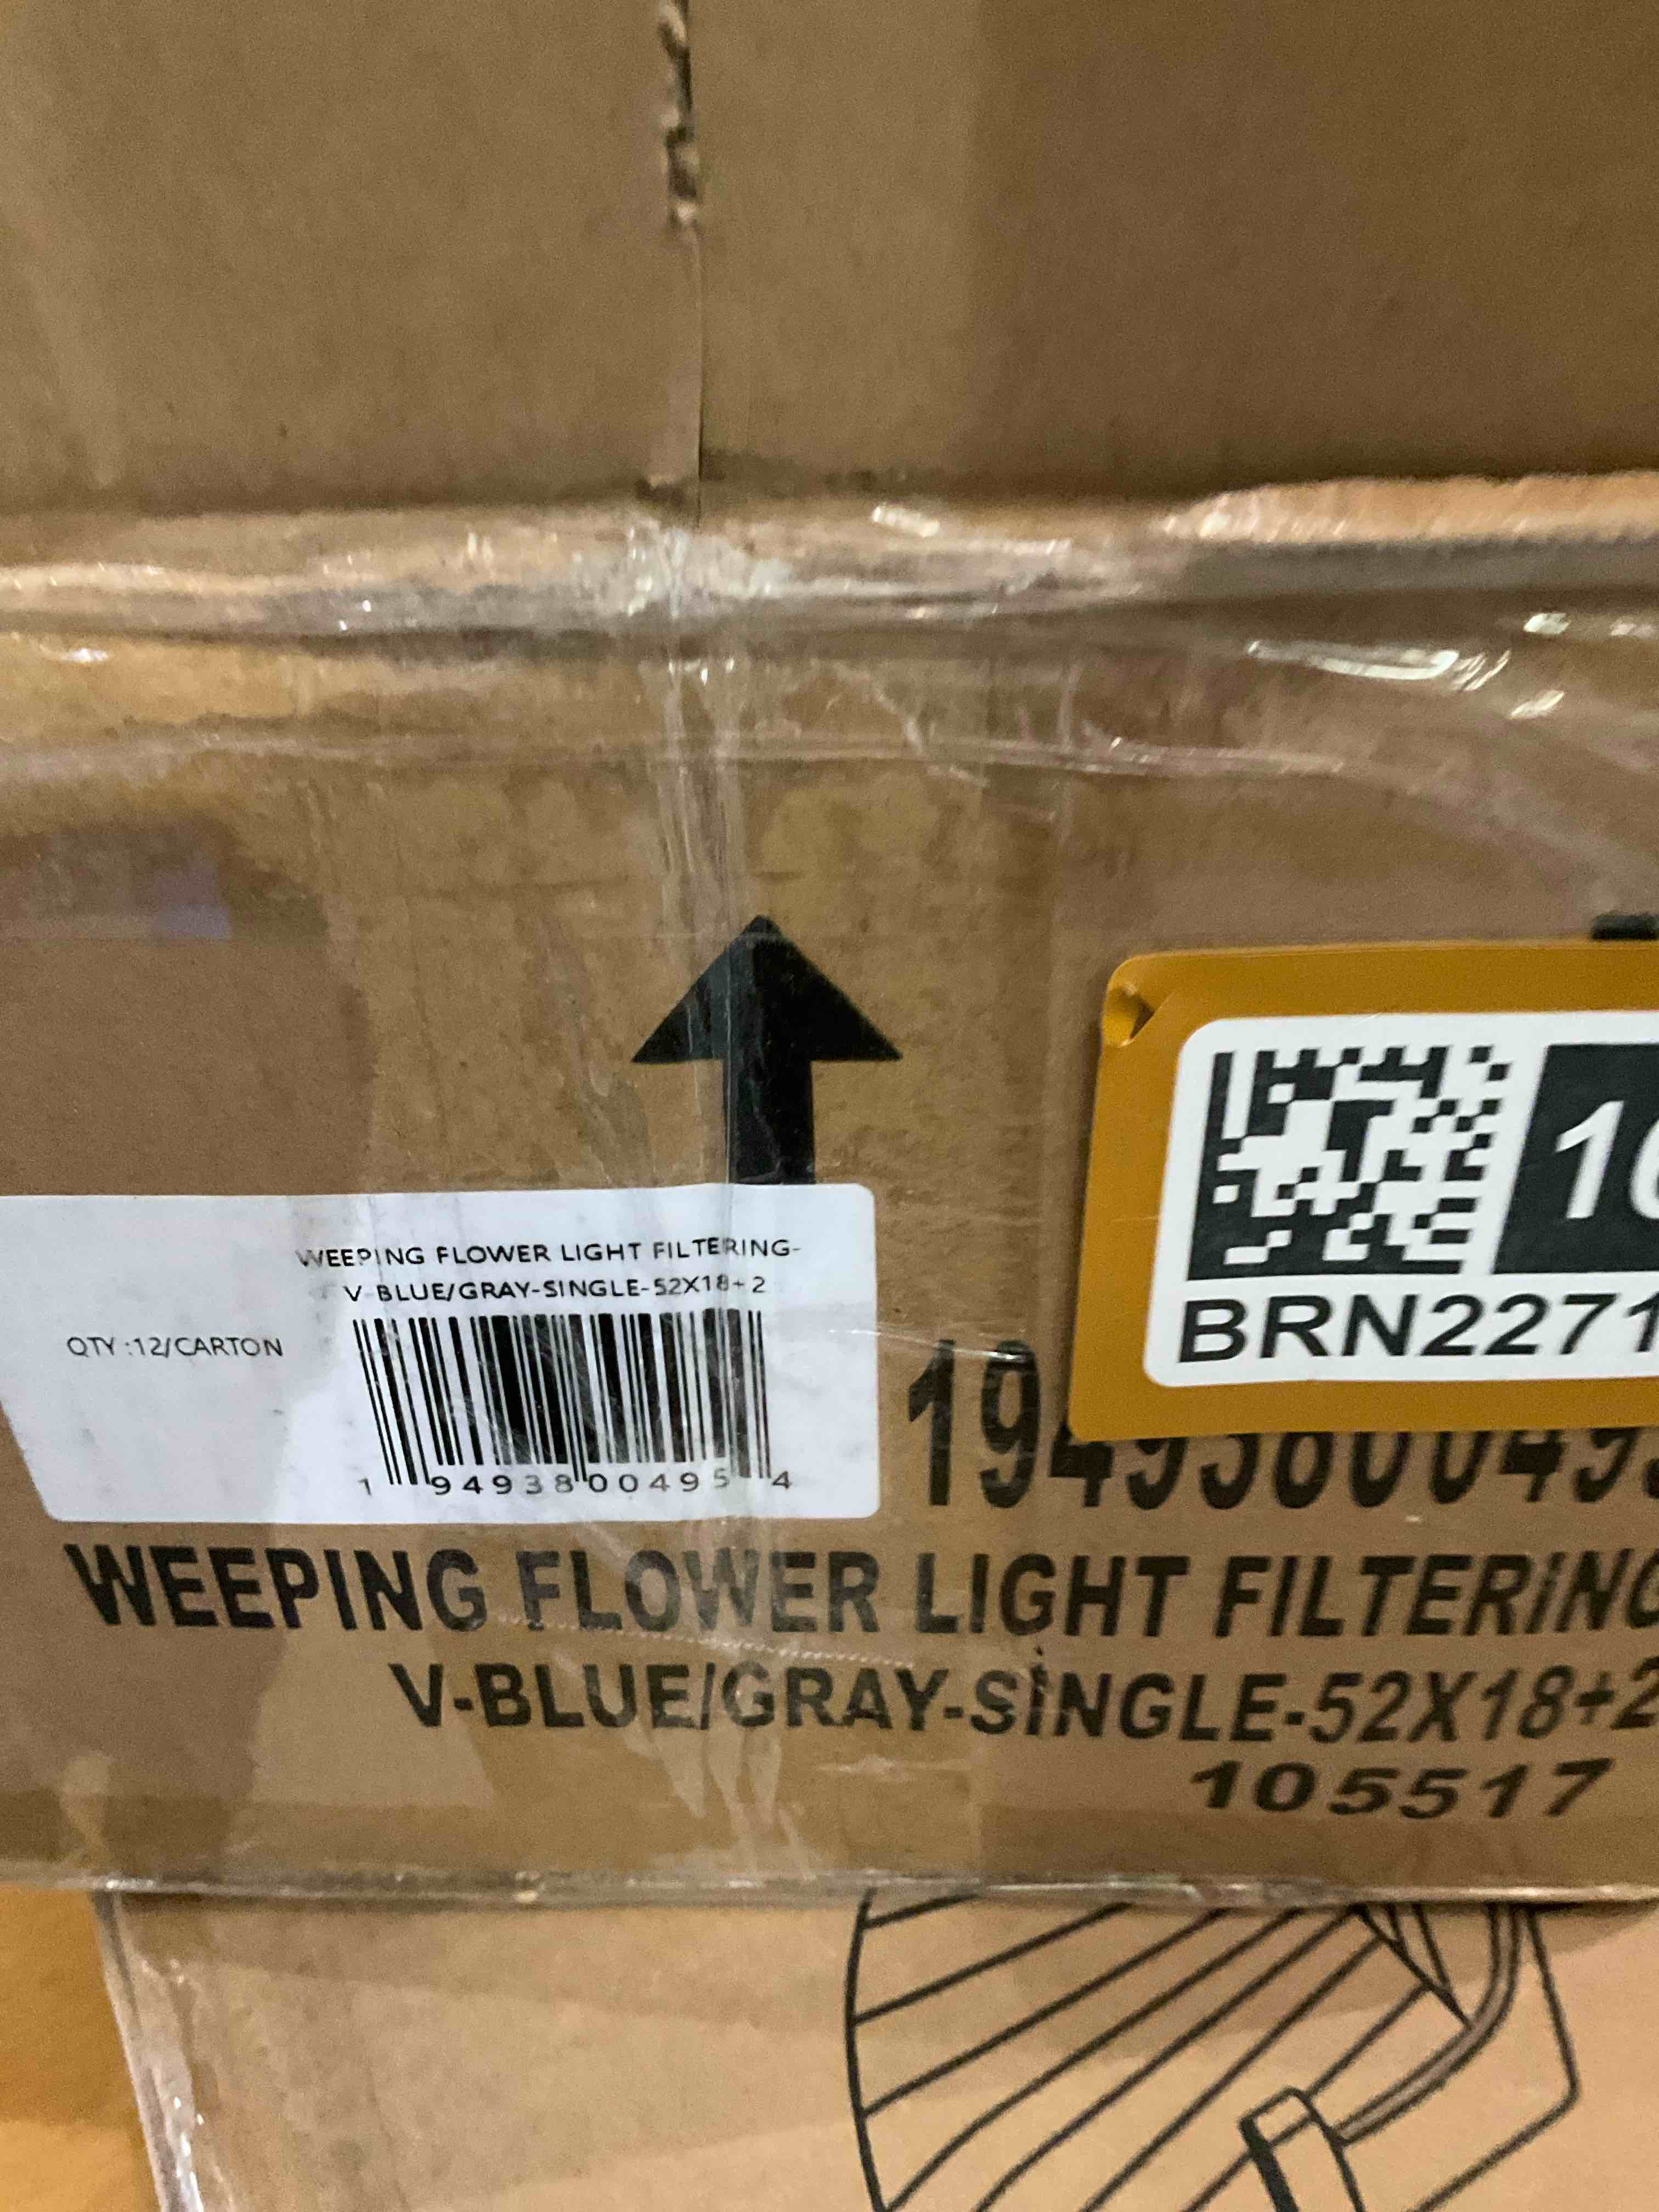 WEEPING FLOWER LIGHT FILTERING-
V BLUE/GRAY-SINGLE-52X18+2
QTY :12/CARTON
1 94938 00495 4
BRN2271
WEEPING FLOWER LIGHT FILTERING
V-BLUE/GRAY-SINGLE-52X18+2
105517